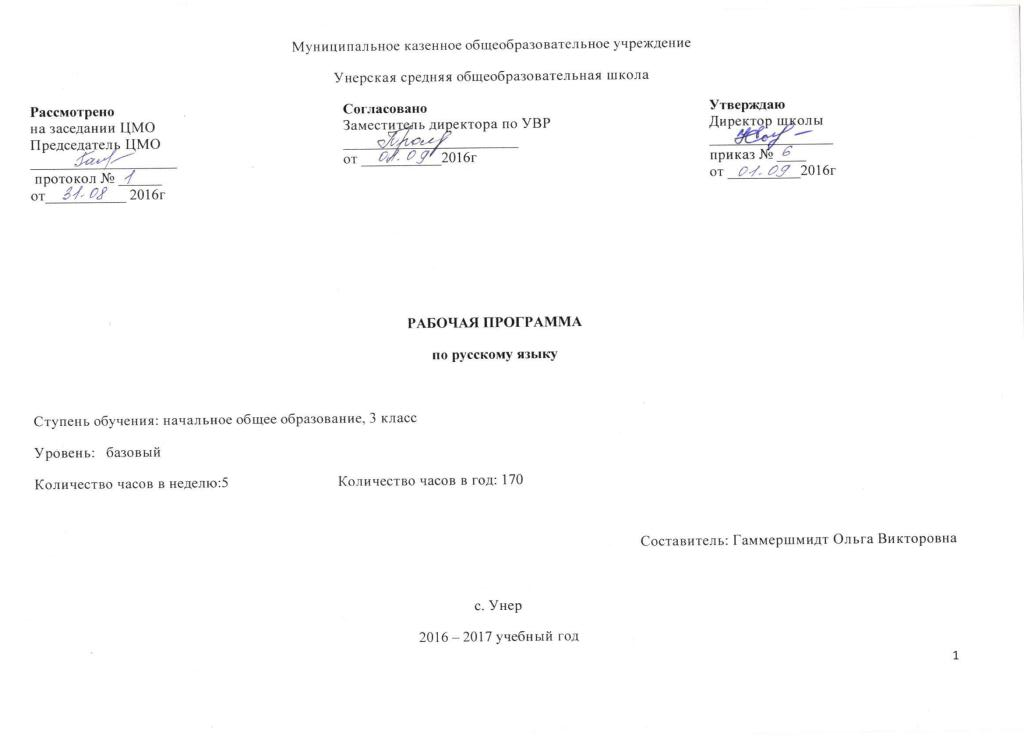 Муниципальное казенное общеобразовательное учреждение
Унерская средняя общеобразовательная школа
Рассмотрено
на заседании ЦМО
Председатель ЦМО
протокол № 1
от 31.08 2016г
Согласовано
Заместитель директора по УВР
от 01.09 2016г
Утверждаю
Директор школы
приказ № 6
от 01.09 2016г
РАБОЧАЯ ПРОГРАММА
по русскому языку
Ступень обучения: начальное общее образование, 3 класс
Уровень: базовый
Количество часов в неделю:5 Количество часов в год: 170
Составитель: Гаммершмидт Ольга Викторовна
с. Унер
2016 – 2017 учебный год
1